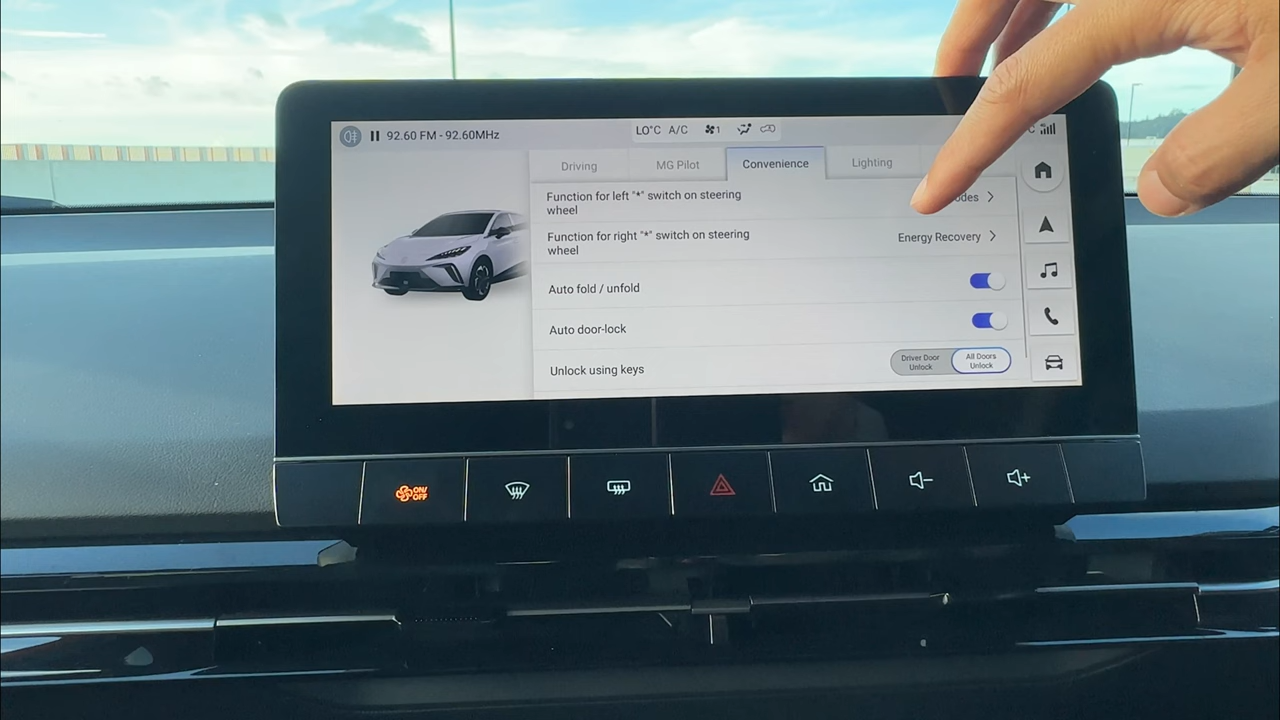 92.60 FM - 92.60MHz
LO°C A/C 1
C
Driving
MG Pilot
Convenience
Lighting
Function for left "*" switch on steering
wheel
Function for right "*" switch on steering
wheel
Energy Recovery
Auto fold / unfold
Auto door-lock
Unlock using keys
Driver Door
Unlock
All Doors
Unlock
ON/
OFF